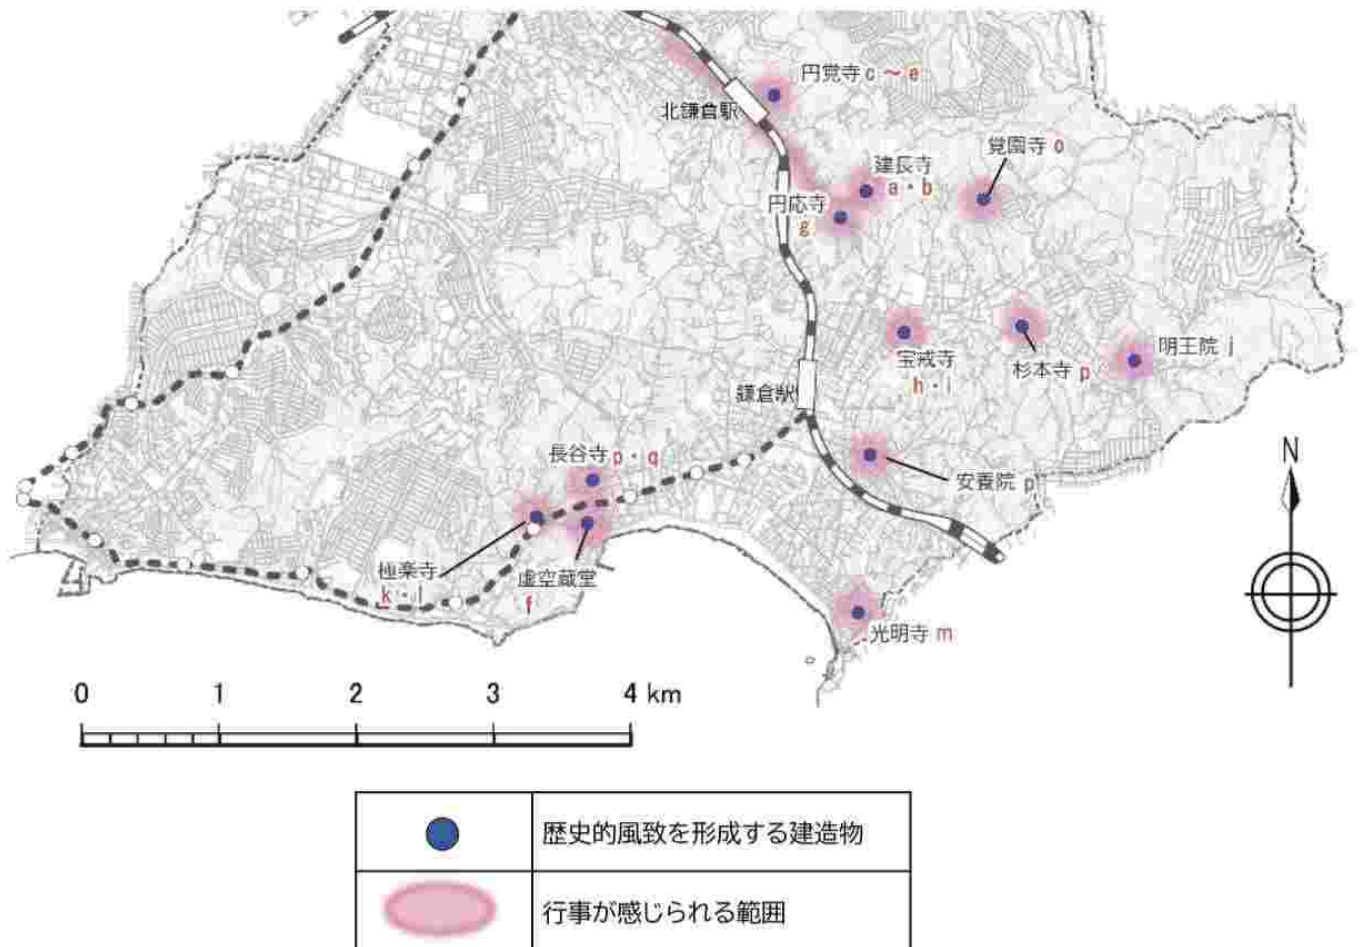 円覚寺 c ～ e
北鎌倉駅
覚園寺 o
建長寺
a・b
円応寺
g
宝戒寺
h・i
杉本寺 p
明王院 j
鎌倉駅
長谷寺 p・q
安養院 p
極楽寺
k・l
虚空蔵堂
f
光明寺 m
N
0 1 2 3 4 km
歴史的風致を形成する建造物
行事が感じられる範囲